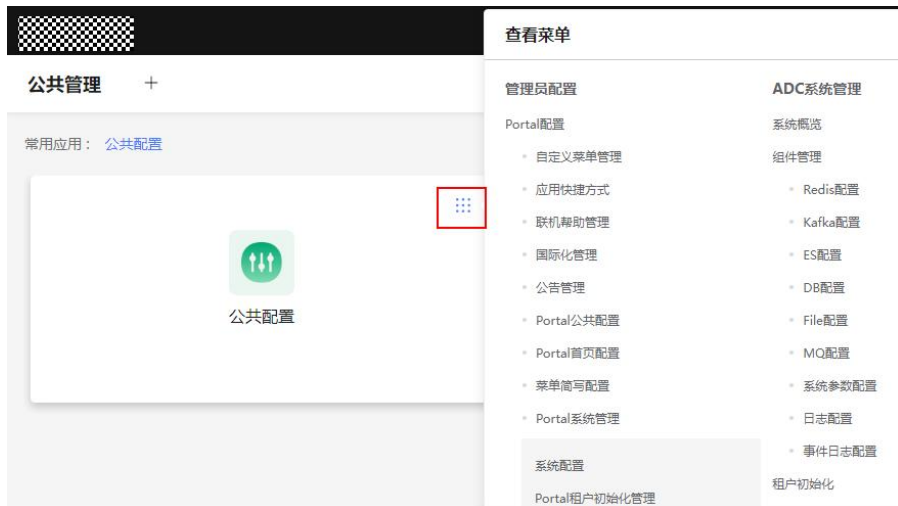 公共管理
+
常用应用： 公共配置
公共配置
查看菜单
管理员配置
Portal配置
自定义菜单管理
应用快捷方式
联机帮助管理
国际化管理
公告管理
Portal公共配置
Portal首页配置
菜单简写配置
Portal系统管理
系统配置
Portal租户初始化管理
ADC系统管理
系统概览
组件管理
Redis配置
Kafka配置
ES配置
DB配置
File配置
MQ配置
系统参数配置
日志配置
事件日志配置
租户初始化